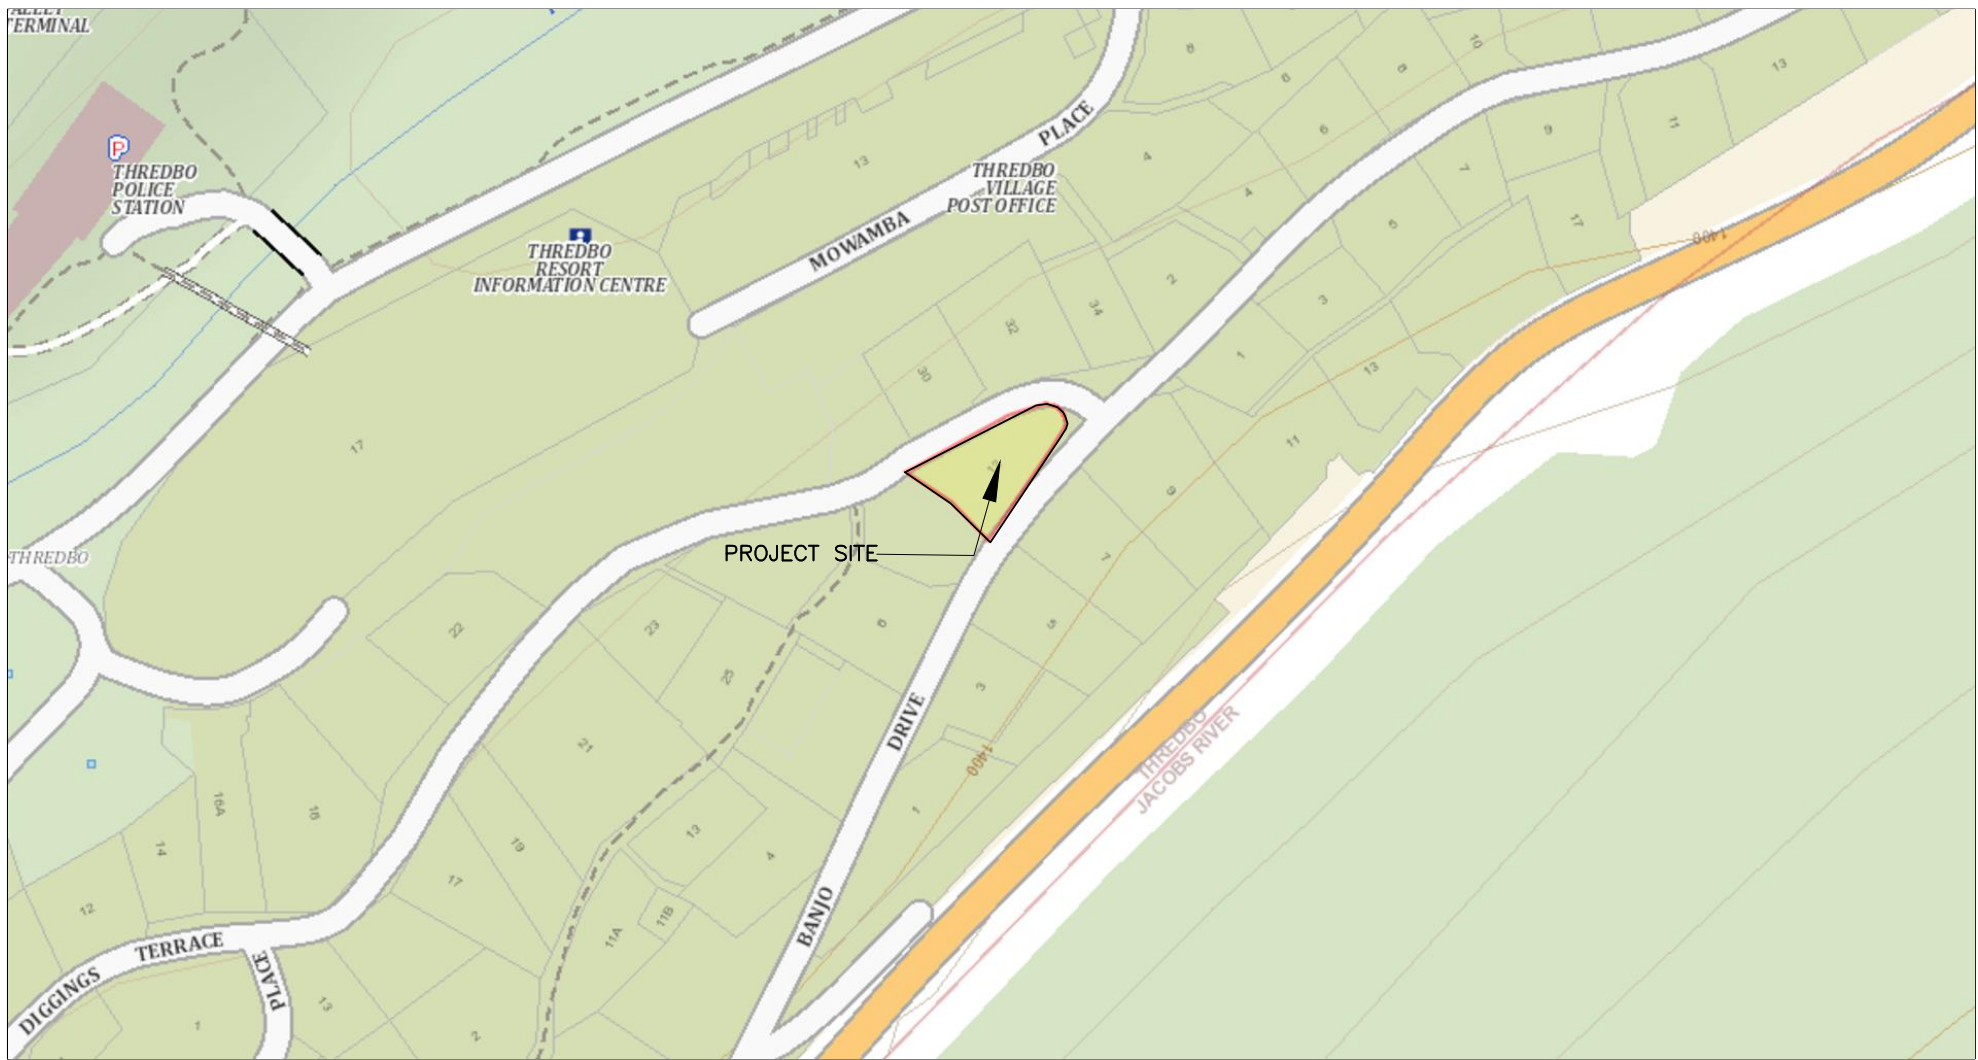 TERMINAL
P
THREDBO
POLICE
STATION
THREDBO
RESORT
INFORMATION CENTRE
THREDBO
VILLAGE
POST OFFICE
MOWAMBA PLACE
8
6
10
13
13
4
6
9
11
4
7
5
17
1400
2
3
34
32
1
13
30
11
17
9
PROJECT SITE
THREDBO
7
22
23
6
5
25
3
21
DRIVE
1400
THREDBO
JACOBS RIVER
16A
1
14
19
13
4
17
12
11B
11A
BANJO
DIGGINGS TERRACE
PLACE
13
2